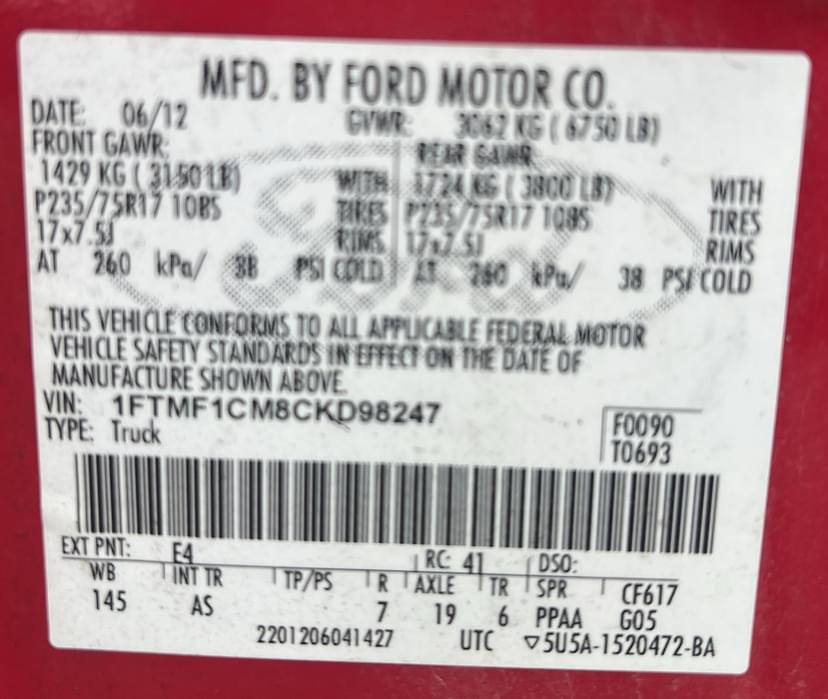 MFD. BY FORD MOTOR CO.
DATE: 06/12 GVWR: 3062 KG ( 6750 LB)
FRONT GAWR: REAR GAWR:
1429 KG ( 3150 LB) WITH 1724 KG ( 3800 LB) WITH
P235/75R17 108S TIRES P235/75R17 108S TIRES
17x7.5J RIMS 17x7.5J RIMS
AT 260 kPa/ 38 PSI COLD AT 260 kPa/ 38 PSI COLD
THIS VEHICLE CONFORMS TO ALL APPLICABLE FEDERAL MOTOR
VEHICLE SAFETY STANDARDS IN EFFECT ON THE DATE OF
MANUFACTURE SHOWN ABOVE.
VIN: 1FTMF1CM8CKD98247
TYPE: Truck
F0090
T0693
EXT PNT: E4 RC: 41 DSO:
WB INT TR TP/PS R AXLE TR SPR CF617
145 AS 7 19 6 PPAA G05
2201206041427 UTC ▽5U5A-1520472-BA